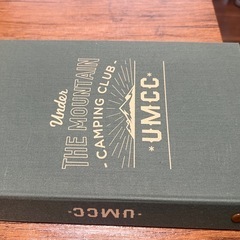 Under
THE MOUNTAIN
- CAMPING CLUB -
* UMCC *
· UMCC ·